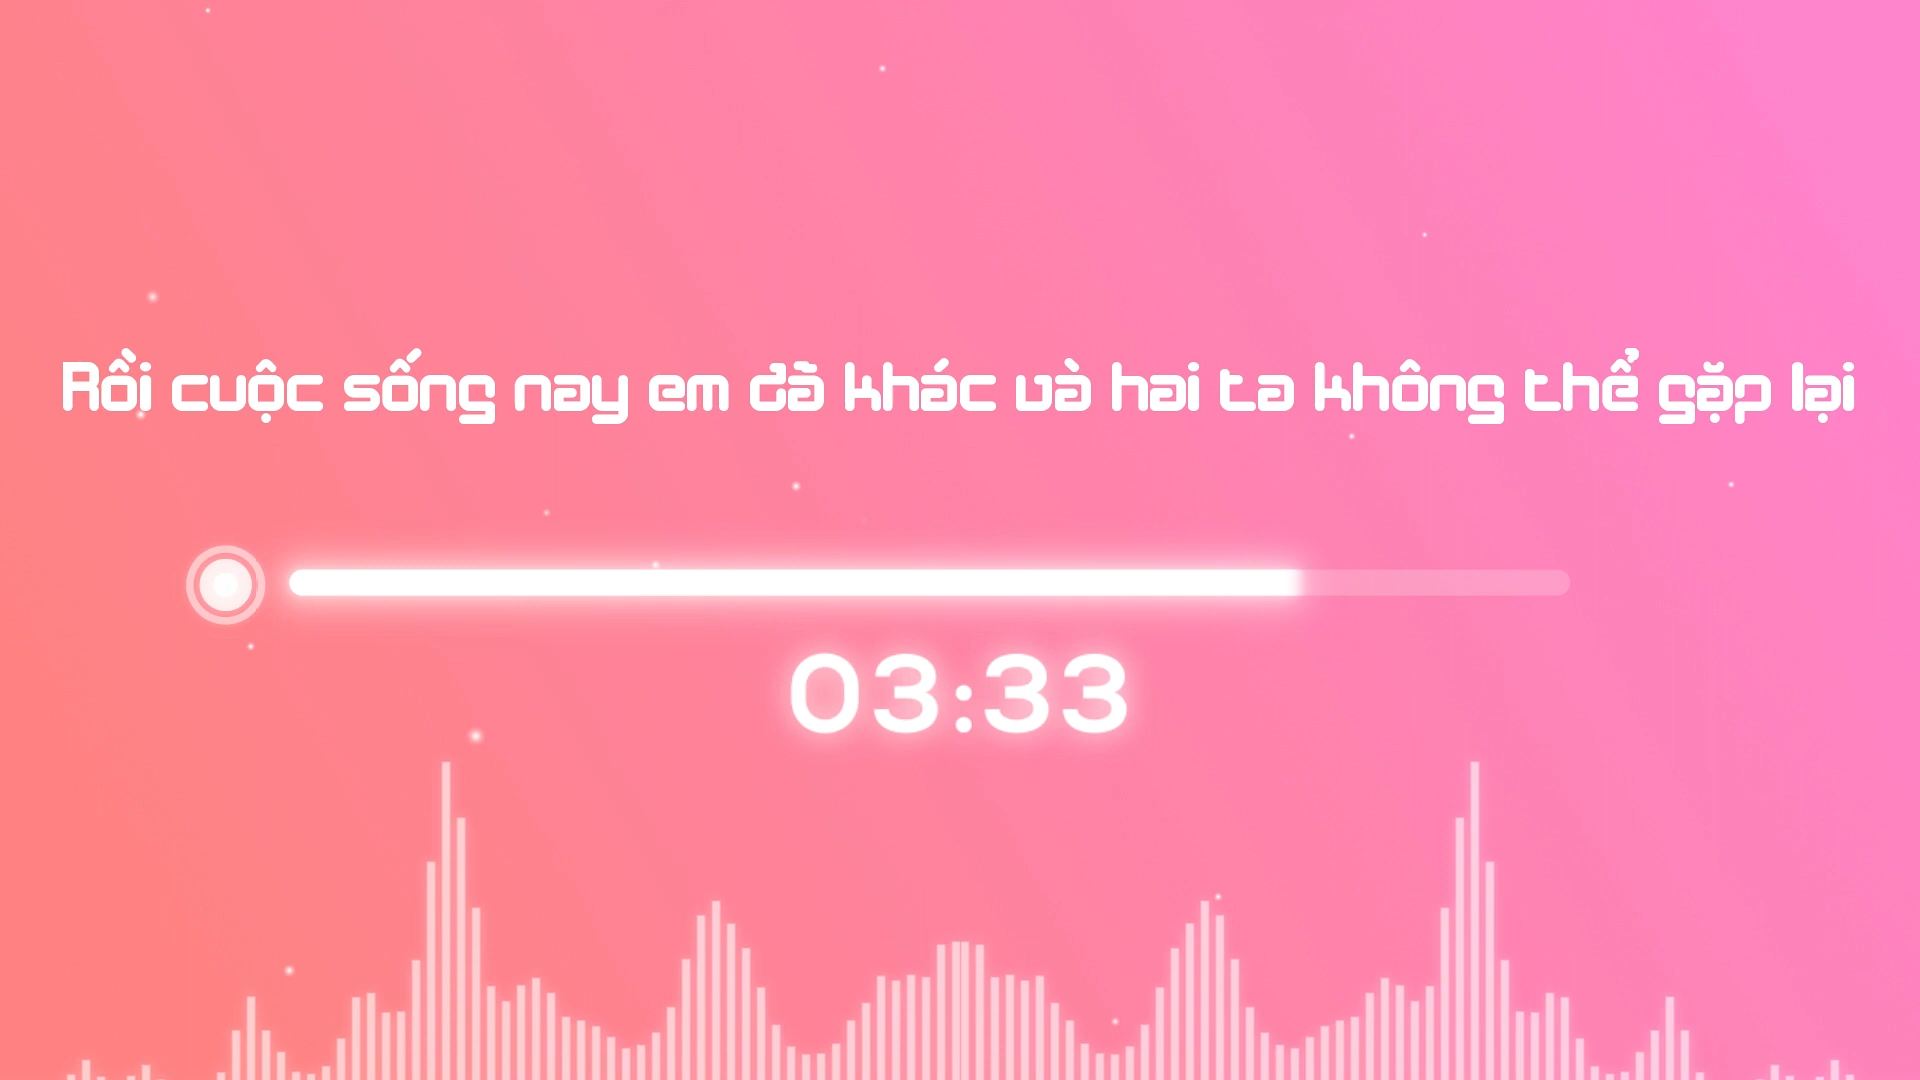 Rồi cuộc sống nay em đã khác và hai ta không thể gặp lại
03:33